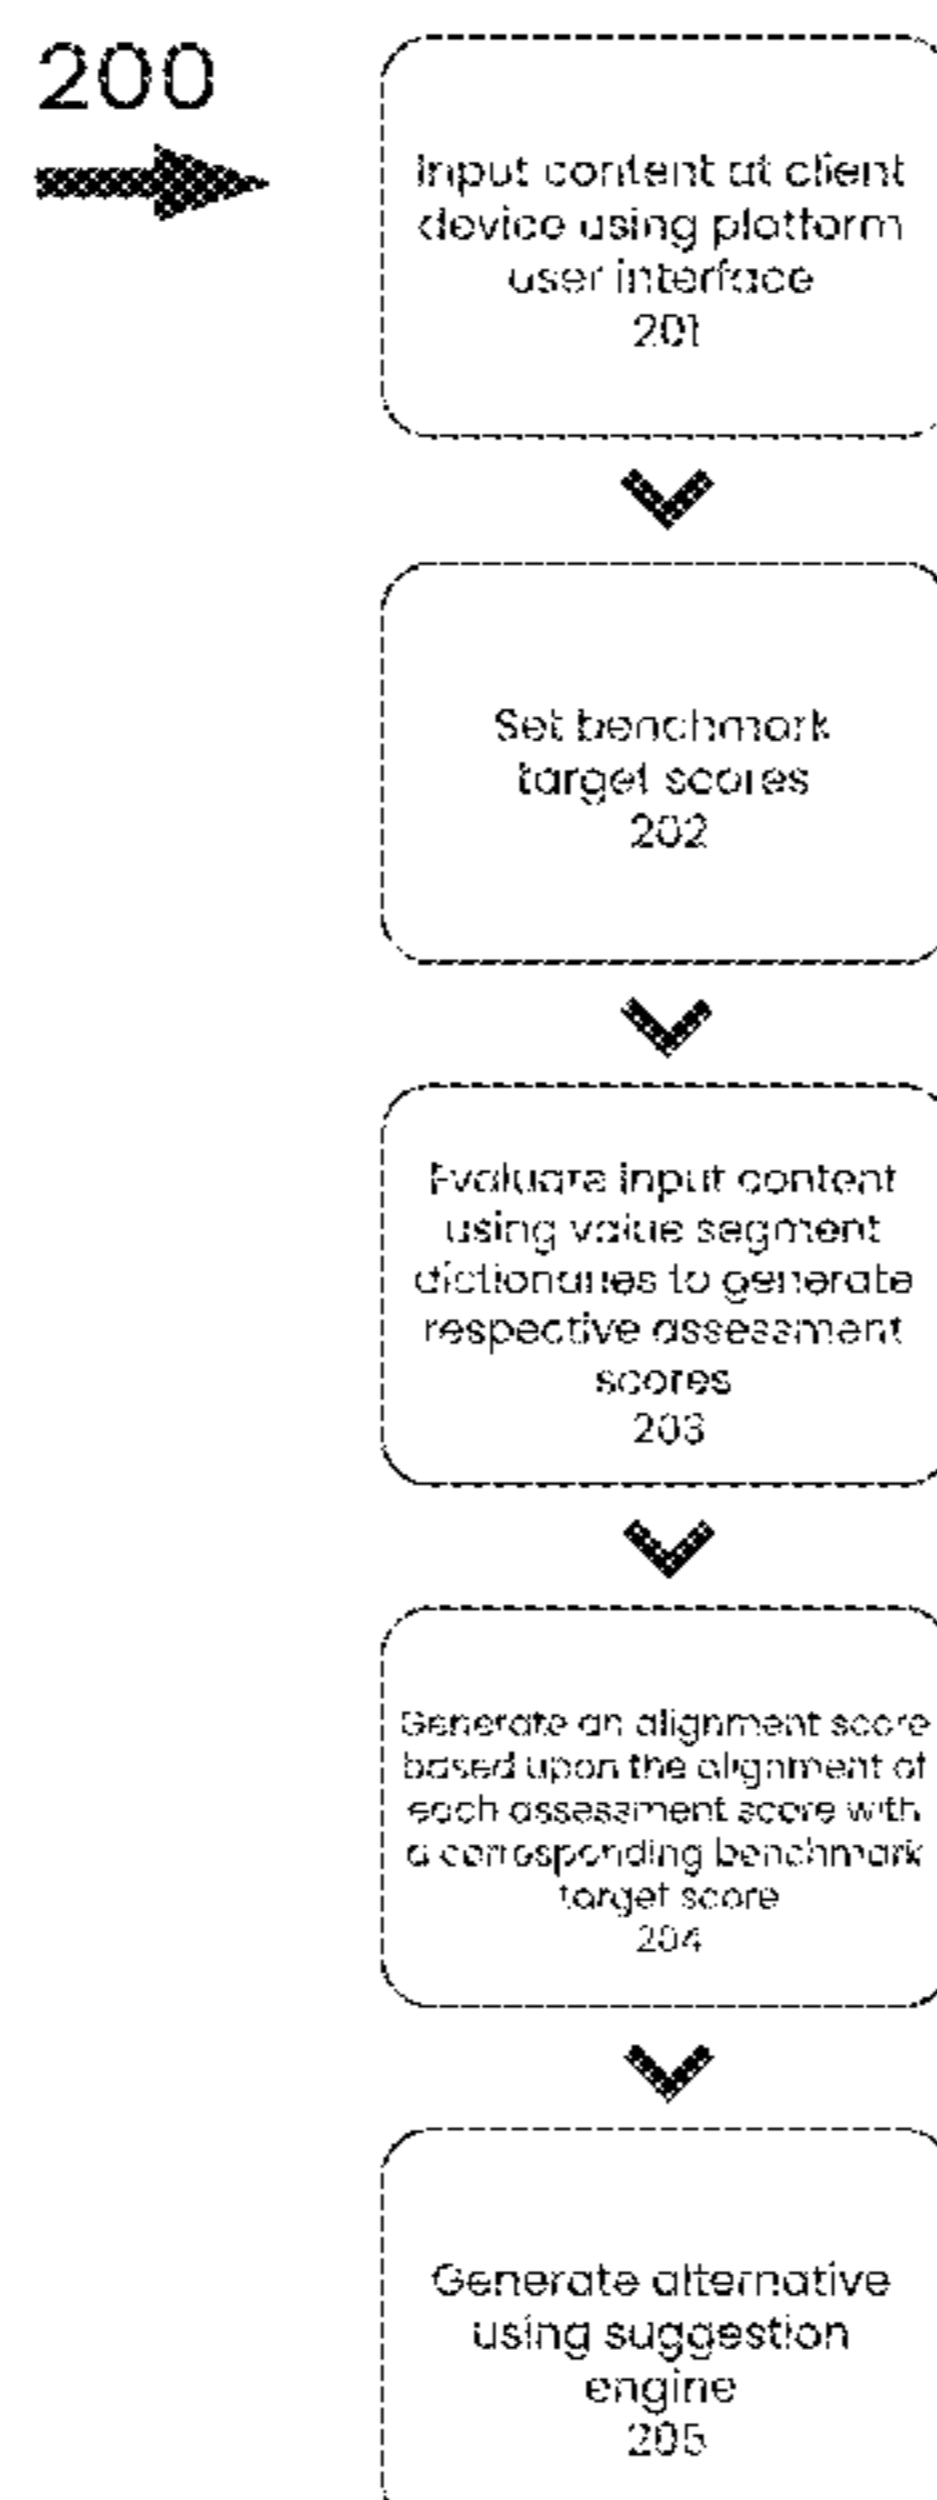 200
Input content at client
device using platform
user interface
201
Set benchmark
target scores
202
Evaluate input content
using value segment
dictionaries to generate
respective assessment
scores
203
Generate an alignment score
based upon the alignment of
each assessment score with
a corresponding benchmark
target score
204
Generate alternative
using suggestion
engine
205